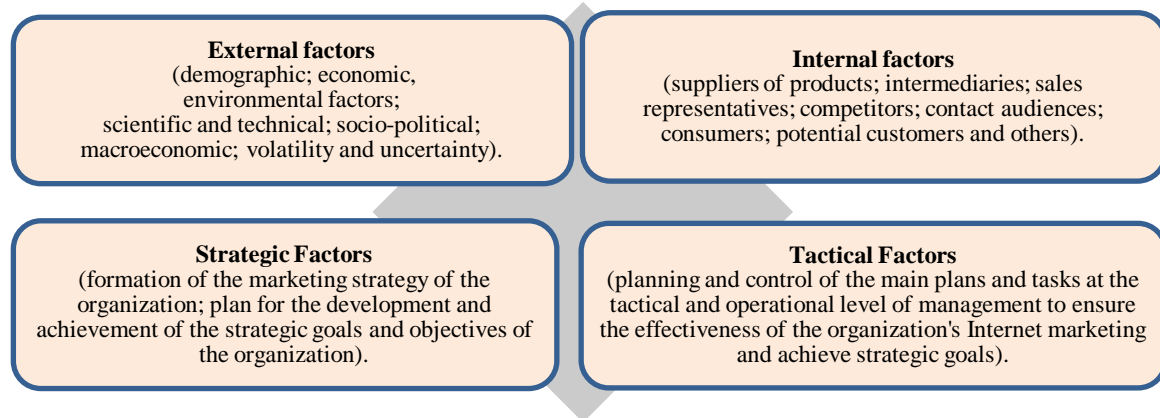 External factors
(demographic; economic,
environmental factors;
scientific and technical; socio-political;
macroeconomic; volatility and uncertainty).
Internal factors
(suppliers of products; intermediaries; sales
representatives; competitors; contact audiences;
consumers; potential customers and others).
Strategic Factors
(formation of the marketing strategy of the
organization; plan for the development and
achievement of the strategic goals and objectives of
the organization).
Tactical Factors
(planning and control of the main plans and tasks at the
tactical and operational level of management to ensure
the effectiveness of the organization's Internet marketing
and achieve strategic goals).